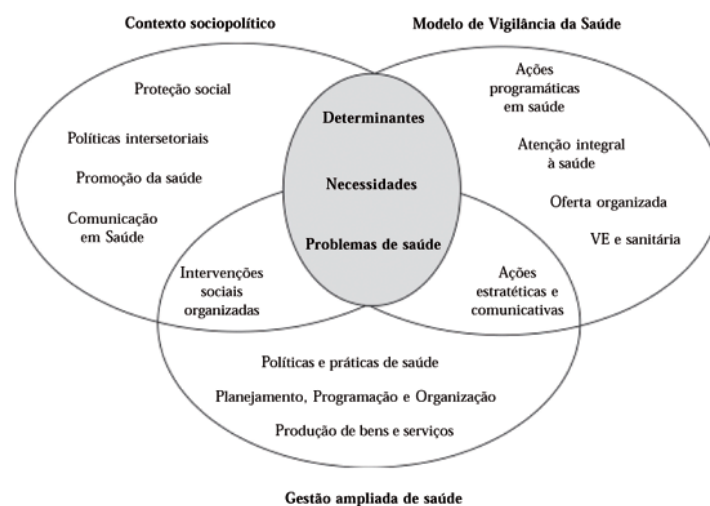 Contexto sociopolítico
Modelo de Vigilância da Saúde
Proteção social
Políticas intersetoriais
Promoção da saúde
Comunicação
em Saúde
Determinantes
Necessidades
Problemas de saúde
Ações
programáticas
em saúde
Atenção integral
à saúde
Oferta organizada
VE e sanitária
Intervenções
sociais
organizadas
Ações
estratéticas e
comunicativas
Políticas e práticas de saúde
Planejamento, Programação e Organização
Produção de bens e serviços
Gestão ampliada de saúde